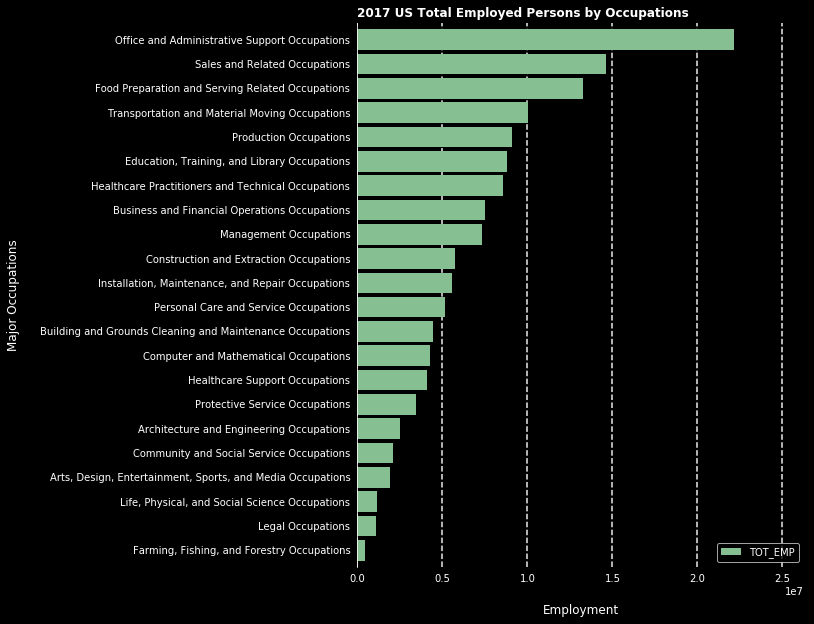 2017 US Total Employed Persons by Occupations
Office and Administrative Support Occupations
Sales and Related Occupations
Food Preparation and Serving Related Occupations
Transportation and Material Moving Occupations
Production Occupations
Education, Training, and Library Occupations
Healthcare Practitioners and Technical Occupations
Business and Financial Operations Occupations
Management Occupations
Construction and Extraction Occupations
Installation, Maintenance, and Repair Occupations
Personal Care and Service Occupations
Building and Grounds Cleaning and Maintenance Occupations
Computer and Mathematical Occupations
Healthcare Support Occupations
Protective Service Occupations
Architecture and Engineering Occupations
Community and Social Service Occupations
Arts, Design, Entertainment, Sports, and Media Occupations
Life, Physical, and Social Science Occupations
Legal Occupations
Farming, Fishing, and Forestry Occupations
Major Occupations
TOT_EMP
0.0 0.5 1.0 1.5 2.0 2.5
1e7
Employment